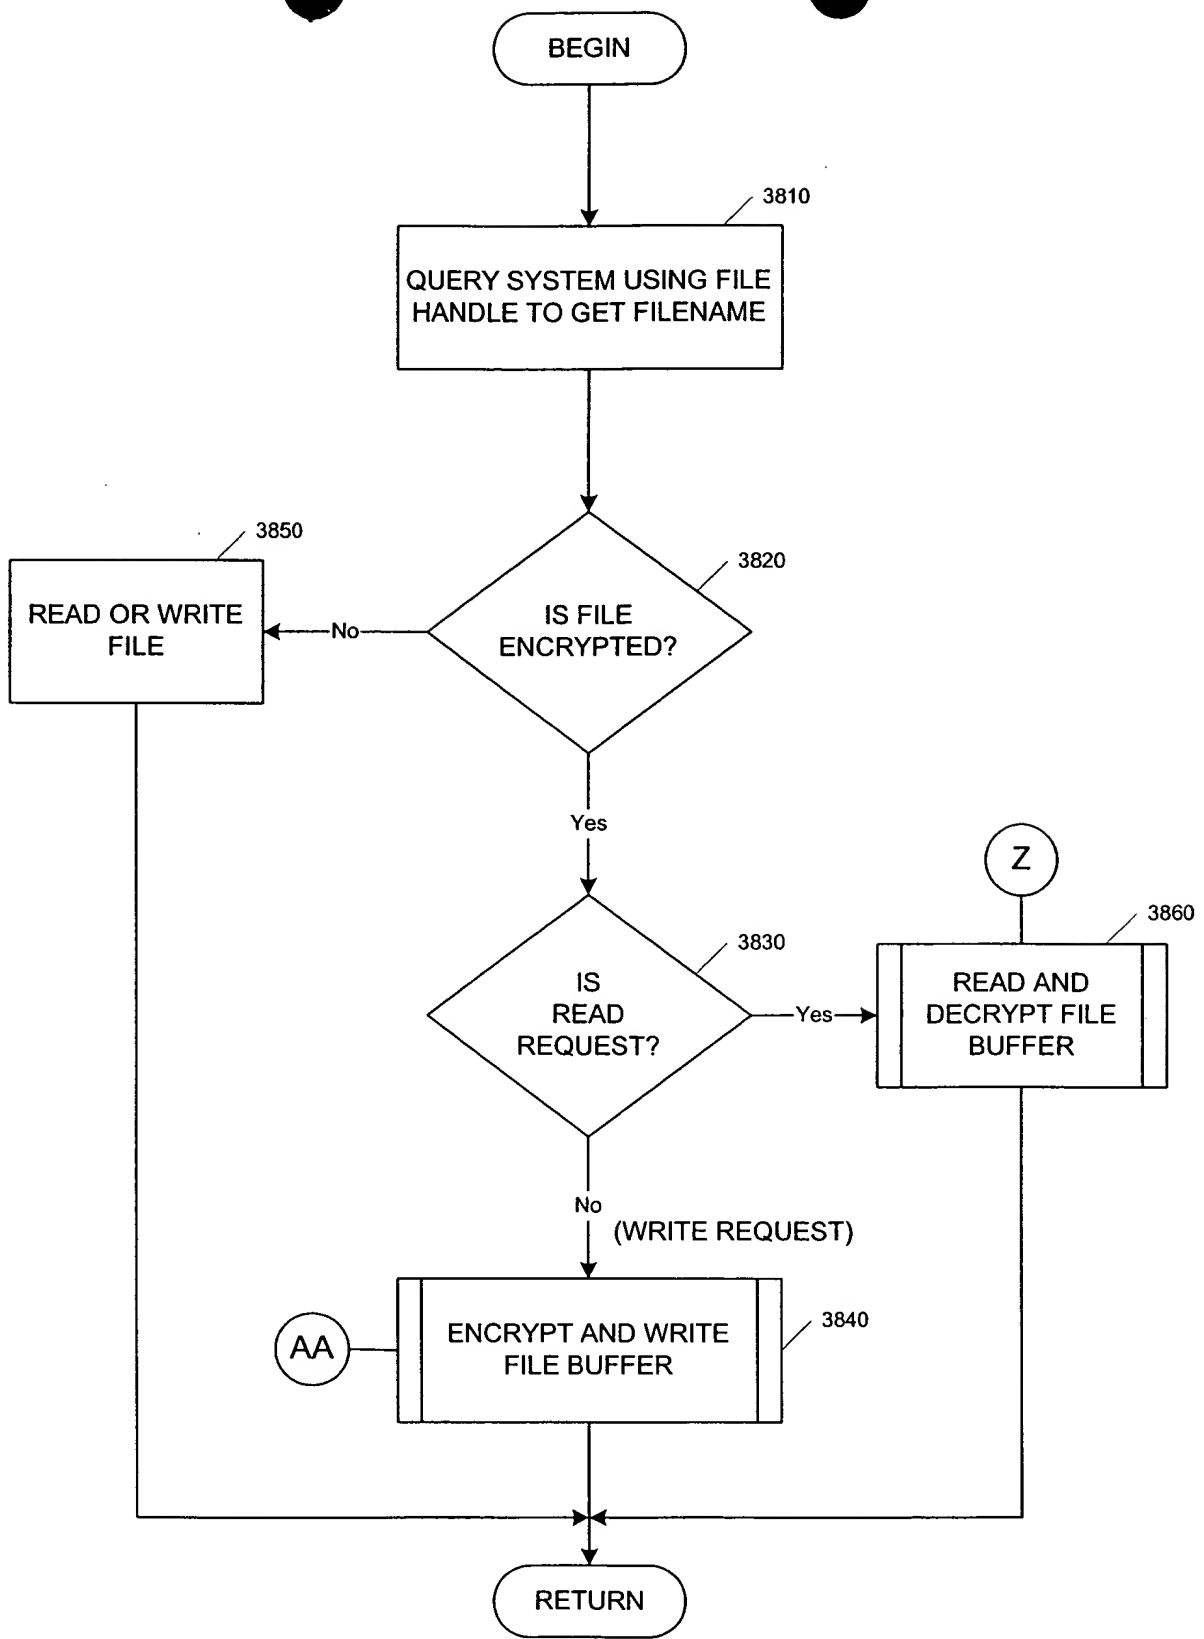 BEGIN
3810
QUERY SYSTEM USING FILE
HANDLE TO GET FILENAME
3850
READ OR WRITE
FILE
No
3820
IS FILE
ENCRYPTED?
Yes
Z
3860
READ AND
DECRYPT FILE
BUFFER
3830
IS
READ
REQUEST?
Yes
No
(WRITE REQUEST)
AA
3840
ENCRYPT AND WRITE
FILE BUFFER
RETURN